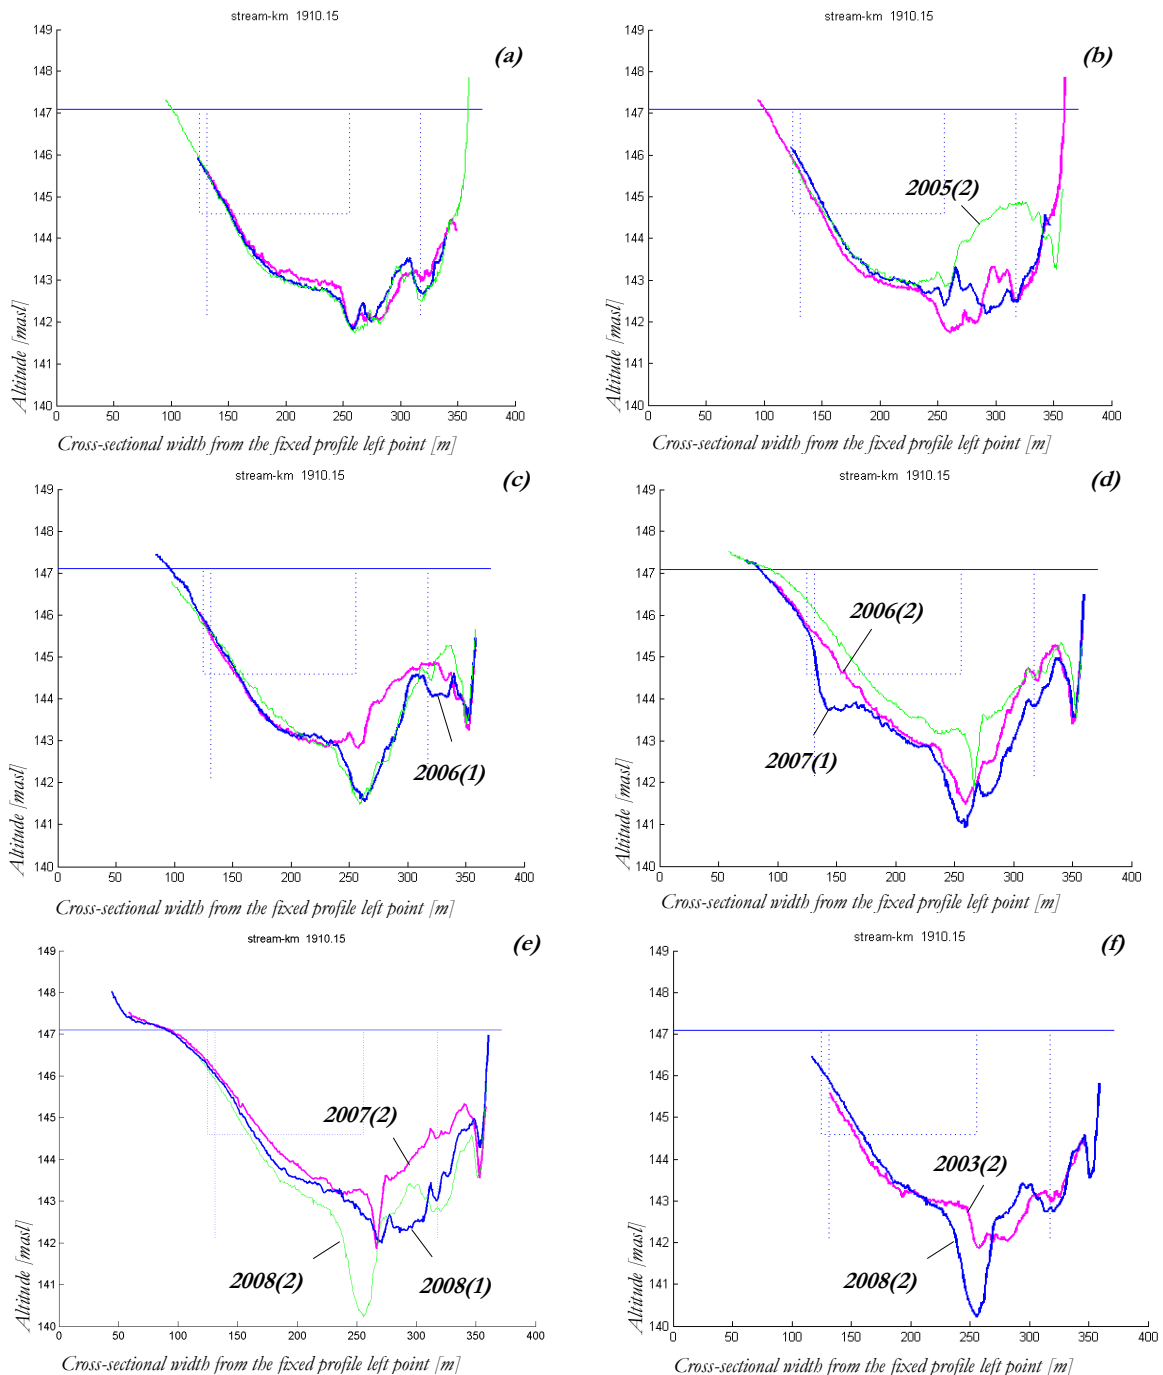 stream-km 1910.15
(a)
149
148
147
146
145
144
143
142
141
140
0 50 100 150 200 250 300 350 400
Altitude [masl]
Cross-sectional width from the fixed profile left point [m]
stream-km 1910.15
(b)
149
148
147
146
145
144
143
142
141
140
0 50 100 150 200 250 300 350 400
2005(2)
Altitude [masl]
Cross-sectional width from the fixed profile left point [m]
stream-km 1910.15
(c)
149
148
147
146
145
144
143
142
141
140
0 50 100 150 200 250 300 350 400
2006(1)
Altitude [masl]
Cross-sectional width from the fixed profile left point [m]
stream-km 1910.15
(d)
149
148
147
146
145
144
143
142
141
140
0 50 100 150 200 250 300 350 400
2006(2)
2007(1)
Altitude [masl]
Cross-sectional width from the fixed profile left point [m]
stream-km 1910.15
(e)
149
148
147
146
145
144
143
142
141
140
0 50 100 150 200 250 300 350 400
2007(2)
2008(2) 2008(1)
Altitude [masl]
Cross-sectional width from the fixed profile left point [m]
stream-km 1910.15
(f)
149
148
147
146
145
144
143
142
141
140
0 50 100 150 200 250 300 350 400
2003(2)
2008(2)
Altitude [masl]
Cross-sectional width from the fixed profile left point [m]